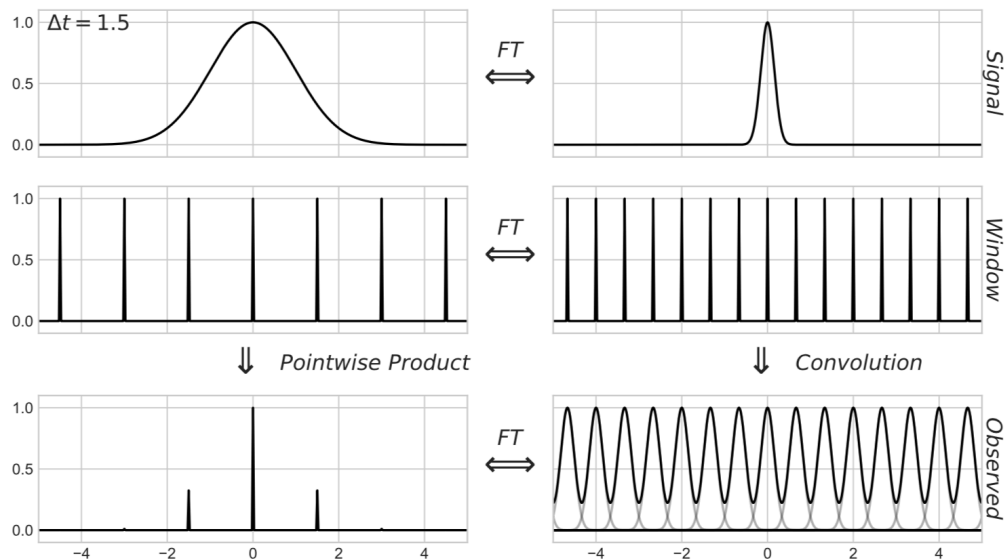 Δt = 1.5
1.0
0.5
0.0
FT
⇔
Signal
1.0
0.5
0.0
FT
⇔
Window
⇓ Pointwise Product
⇓ Convolution
1.0
0.5
0.0
FT
⇔
Observed
−4 −2 0 2 4
−4 −2 0 2 4